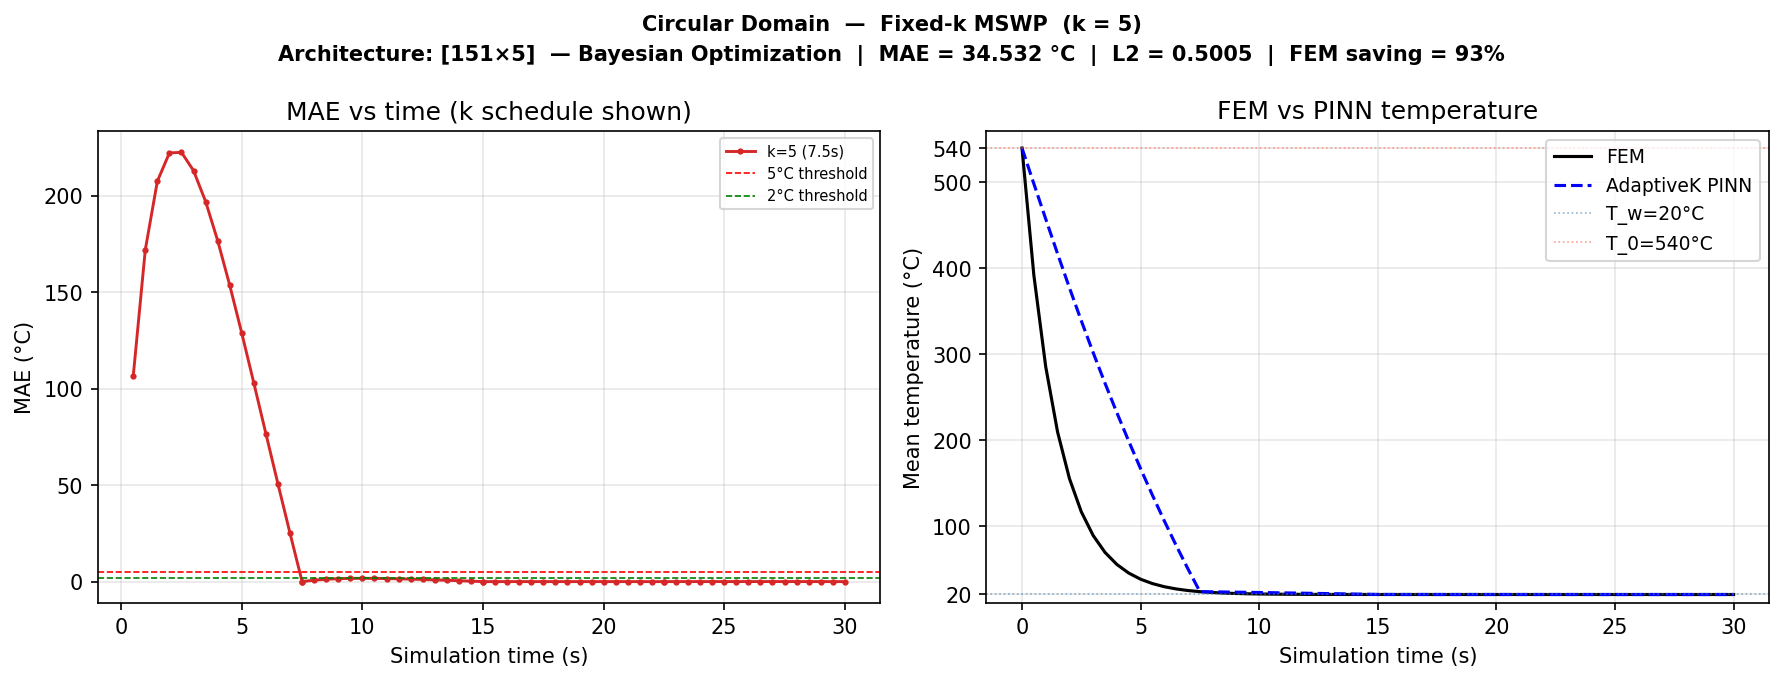 Circular Domain — Fixed-k MSWP (k = 5)
Architecture: [151×5] — Bayesian Optimization | MAE = 34.532 °C | L2 = 0.5005 | FEM saving = 93%
MAE vs time (k schedule shown)
MAE (°C)
200
150
100
50
0
0 5 10 15 20 25 30
Simulation time (s)
k=5 (7.5s)
5°C threshold
2°C threshold
FEM vs PINN temperature
Mean temperature (°C)
540
500
400
300
200
100
20
0 5 10 15 20 25 30
Simulation time (s)
FEM
AdaptiveK PINN
T_w=20°C
T_0=540°C